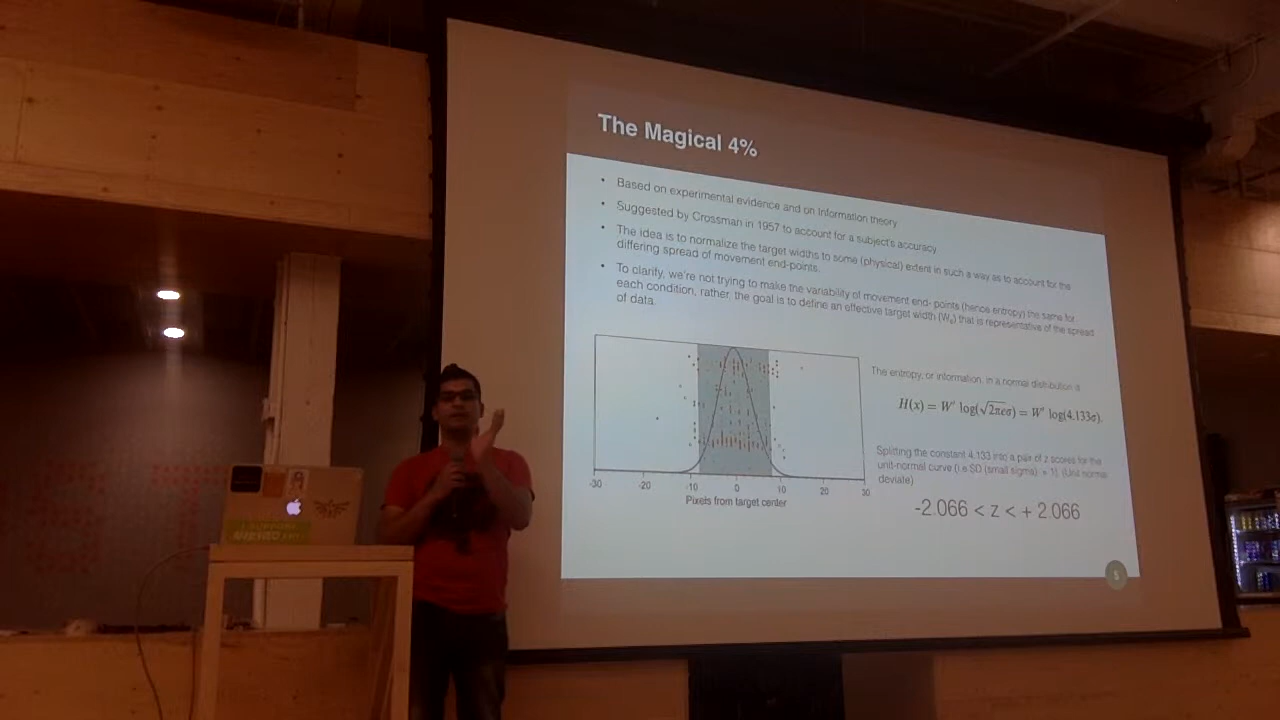 The Magical 4%
• Based on experimental evidence and on Information theory
• Suggested by Crossman in 1957 to account for a subject's accuracy
• The idea is to normalize the target widths to some (physical) extent in such a way as to account for the
differing spread of movement end-points.
• To clarify, we're not trying to make the variability of movement end- points (hence entropy) the same for
each condition, rather, the goal is to define an effective target width (Wₑ) that is representative of the spread
of data.
The entropy, or information, in a normal distribution is
H(x) = W' log(√2πeσ) = W' log(4.133σ).
Splitting the constant 4.133 into a pair of z scores for the
unit-normal curve (i.e SD (small sigma) = 1). (Unit normal
deviate)
-2.066 < z < + 2.066
-30 -20 -10 0 10 20 30
Pixels from target center
5